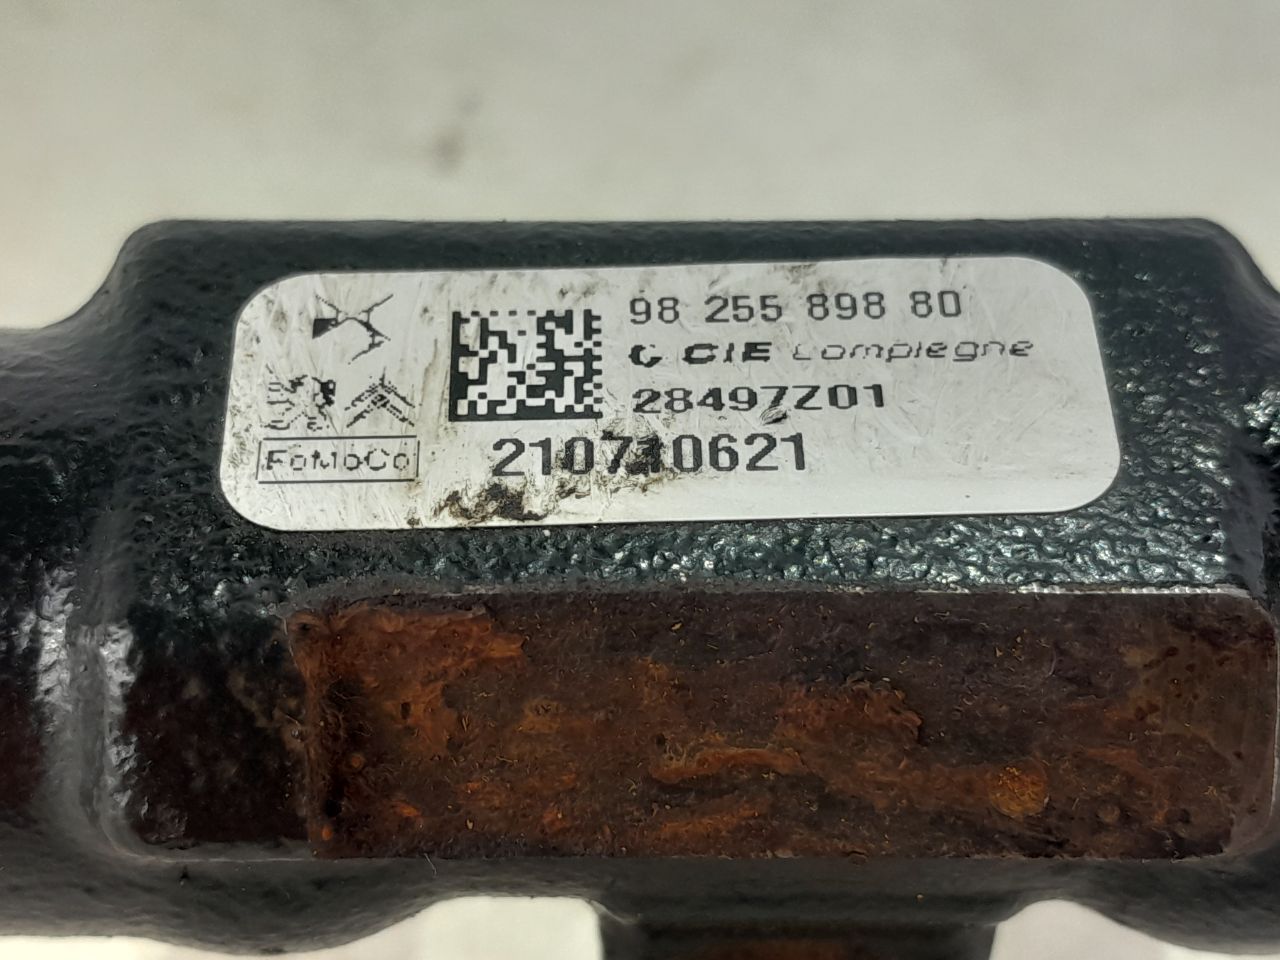 98 255 898 80
G CIE Compiegne
28497Z01
210710621
FoMoCo